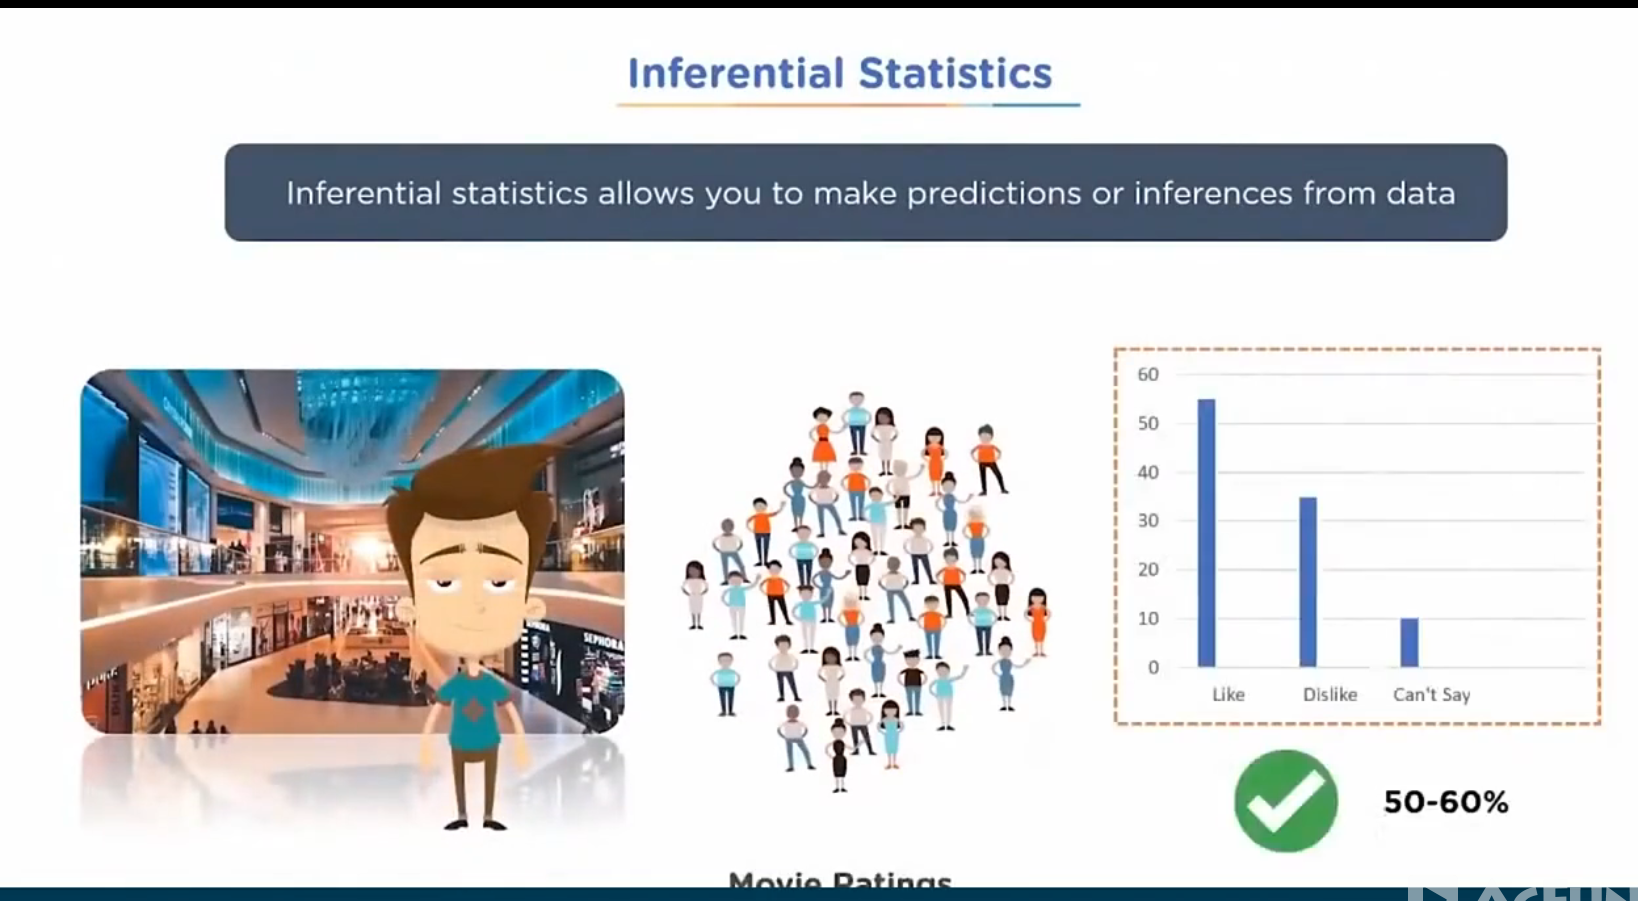 Inferential Statistics
Inferential statistics allows you to make predictions or inferences from data
60
50
40
30
20
10
0
Like Dislike Can't Say
SEPHORA
50-60%
Movie Ratings